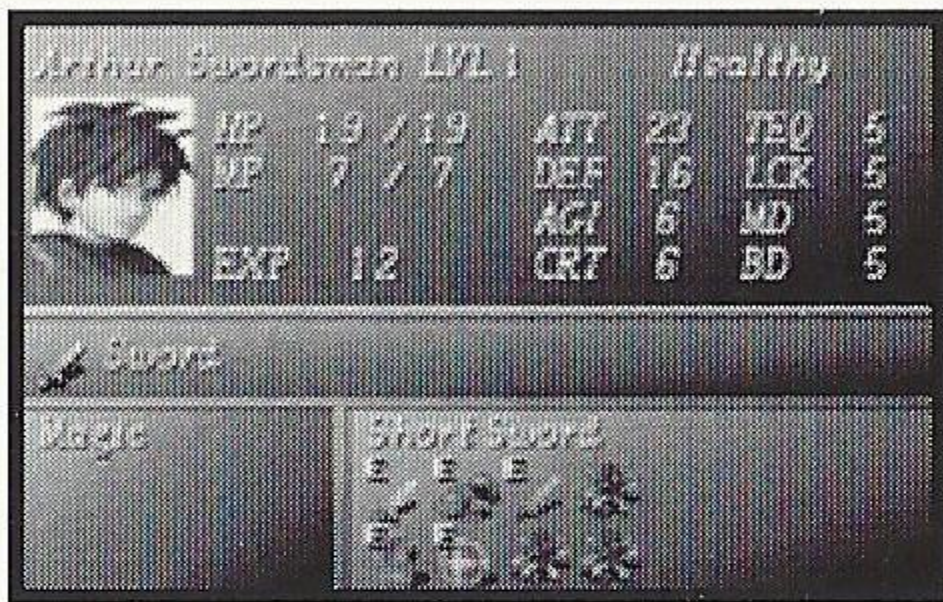 Arthur Swordsman LVL 1 Healthy
HP 19 / 19 ATT 23 TEQ 5
MP 7 / 7 DEF 16 LCK 5
AGI 6 MD 5
EXP 12 CRT 6 BD 5
Sword
Magic Short Sword
E E E
E E